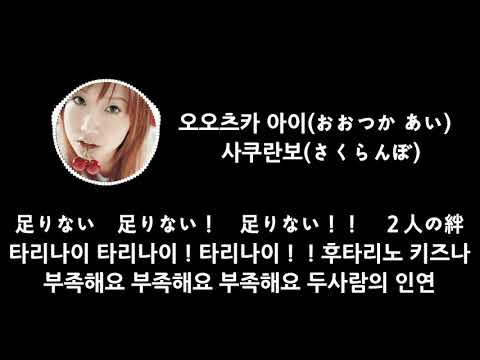 오오츠카 아이(おおつか あい)
사쿠란보(さくらんぼ)
足りない　足りない！　足りない！！　２人の絆
타리나이 타리나이！타리나이！！후타리노 키즈나
부족해요 부족해요 부족해요 두사람의 인연